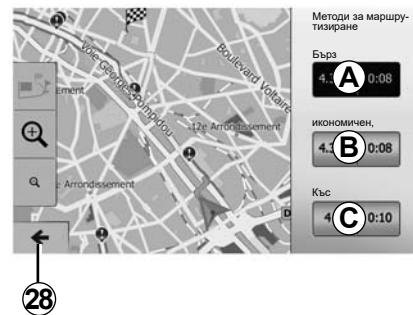 Методи за маршру-
тизиране
Бърз
A
0:08
икономичен,
B
0:08
Къс
C
0:10
Voie Georges Pompidou
Boulevard Voltaire
12e Arrondissement
Arrondissement
ement
D
28